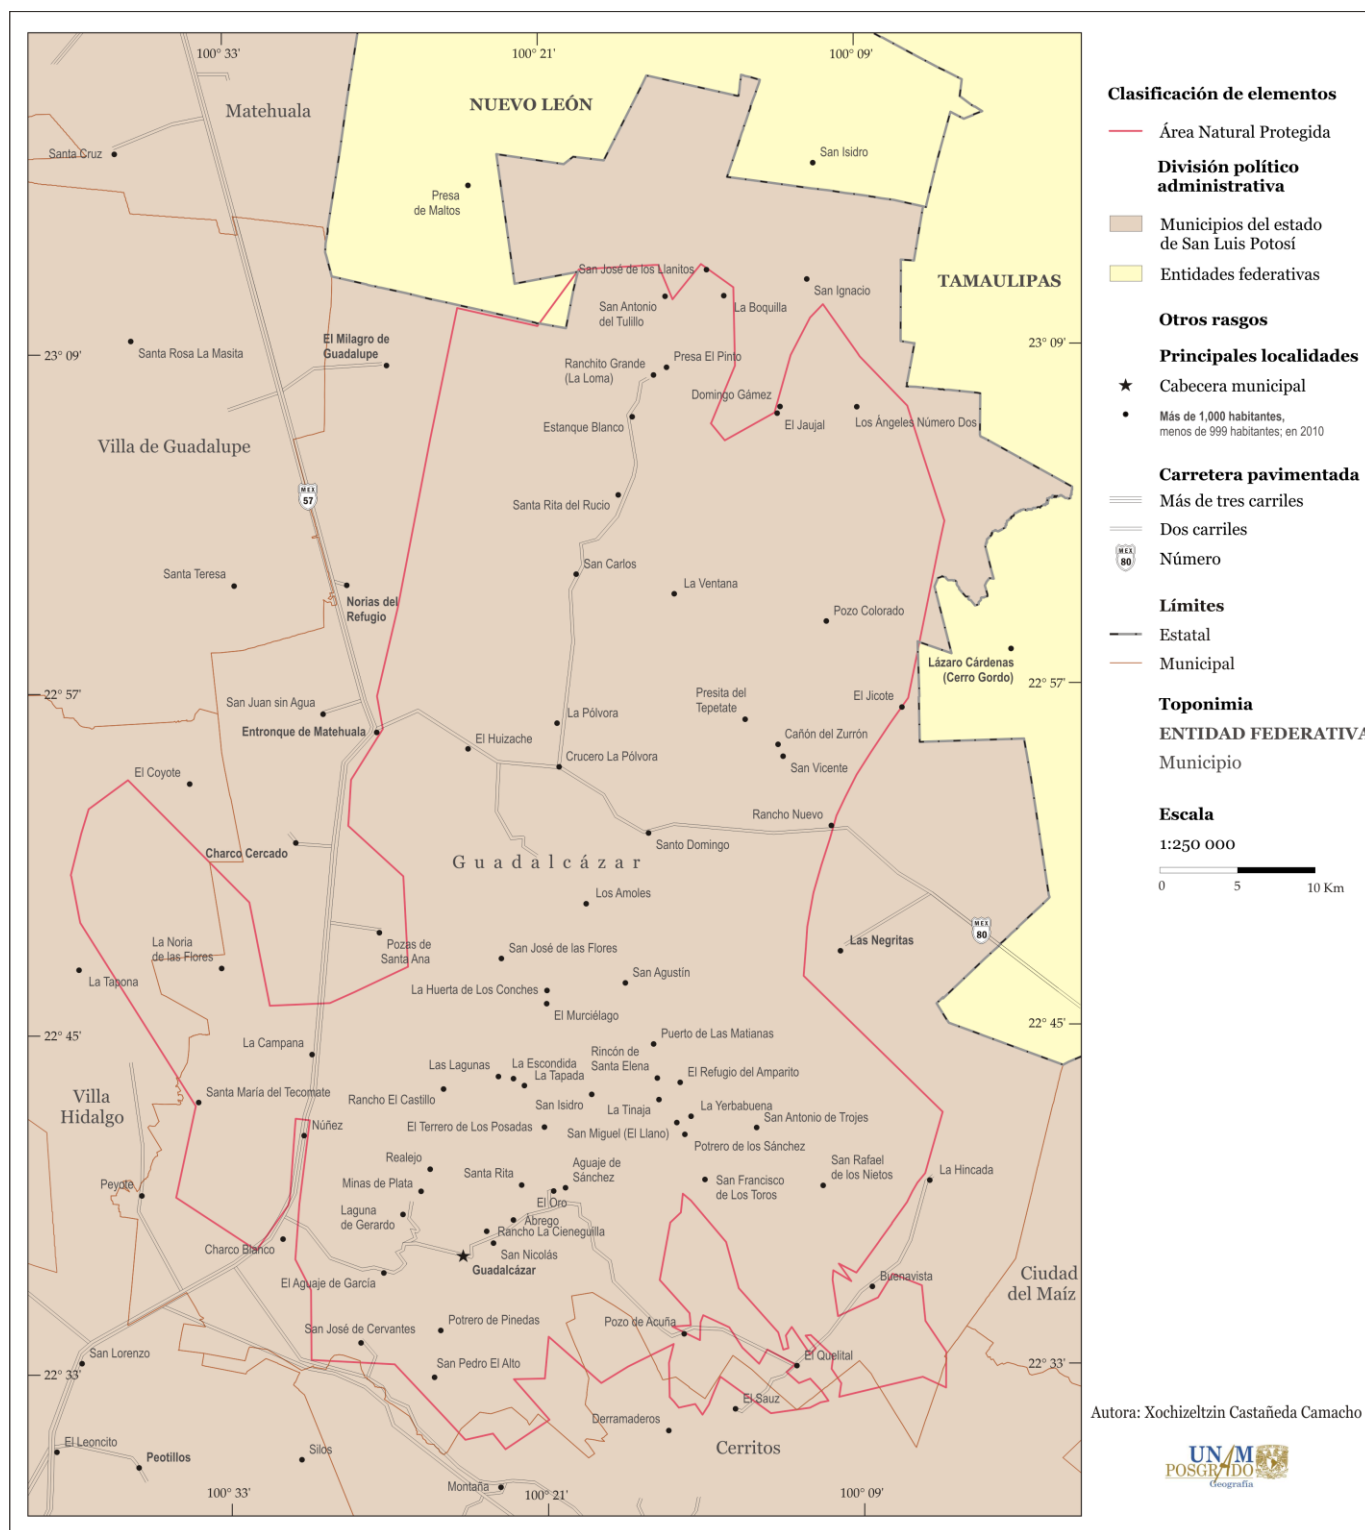 100° 33'
100° 21'
100° 09'
Matehuala
NUEVO LEÓN
Santa Cruz
San Isidro
Presa
de Maltos
TAMAULIPAS
San José de los Llanitos
San Ignacio
San Antonio
del Tulillo
La Boquilla
23° 09'
23° 09'
Santa Rosa La Masita
El Milagro de
Guadalupe
Presa El Pinto
Ranchito Grande
(La Loma)
Domingo Gámez
Estanque Blanco
El Jaujal
Los Ángeles Número Dos
Villa de Guadalupe
MEX
57
Santa Rita del Rucio
San Carlos
Santa Teresa
La Ventana
Norias del
Refugio
Pozo Colorado
Lázaro Cárdenas
(Cerro Gordo)
22° 57'
22° 57'
San Juan sin Agua
Presita del
Tepetate
El Jicote
La Pólvora
Entronque de Matehuala
El Huizache
Cañón del Zurrón
Crucero La Pólvora
San Vicente
El Coyote
Rancho Nuevo
Charco Cercado
Santo Domingo
Guadalcázar
Los Amoles
MEX
80
La Noria
de las Flores
Pozas de
Santa Ana
San José de las Flores
Las Negritas
La Tapona
San Agustín
La Huerta de Los Conches
El Murciélago
22° 45'
22° 45'
La Campana
Puerto de Las Matianas
Rincón de
Santa Elena
Las Lagunas
La Escondida
La Tapada
El Refugio del Amparito
Villa
Hidalgo
Santa María del Tecomate
Rancho El Castillo
San Isidro
La Tinaja
La Yerbabuena
Núñez
El Terrero de Los Posadas
San Miguel (El Llano)
San Antonio de Trojes
Potrero de los Sánchez
Realejo
Aguaje de
Sánchez
San Rafael
de los Nietos
La Hincada
Peyote
Minas de Plata
Santa Rita
San Francisco
de Los Toros
El Oro
Laguna
de Gerardo
Ábrego
Rancho La Cieneguilla
Charco Blanco
San Nicolás
Guadalcázar
El Aguaje de García
Buenavista
Ciudad
del Maíz
San José de Cervantes
Potrero de Pinedas
Pozo de Acuña
San Lorenzo
San Pedro El Alto
El Quelital
22° 33'
22° 33'
El Sauz
Derramaderos
El Leoncito
Peotillos
Silos
Cerritos
Montaña
100° 33'
100° 21'
100° 09'
Clasificación de elementos
Área Natural Protegida
División político
administrativa
Municipios del estado
de San Luis Potosí
Entidades federativas
Otros rasgos
Principales localidades
Cabecera municipal
Más de 1,000 habitantes,
menos de 999 habitantes; en 2010
Carretera pavimentada
Más de tres carriles
Dos carriles
MEX
80
Número
Límites
Estatal
Municipal
Toponimia
ENTIDAD FEDERATIVA
Municipio
Escala
1:250 000
0 5 10 Km
Autora: Xochizeltzin Castañeda Camacho
UNAM
POSGRADO
Geografía